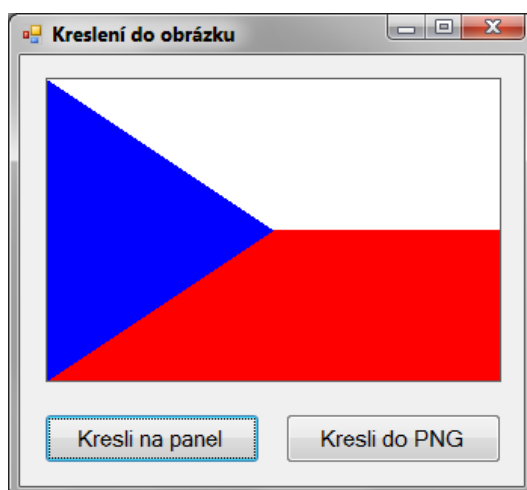 Kreslení do obrázku
Kresli na panel
Kresli do PNG